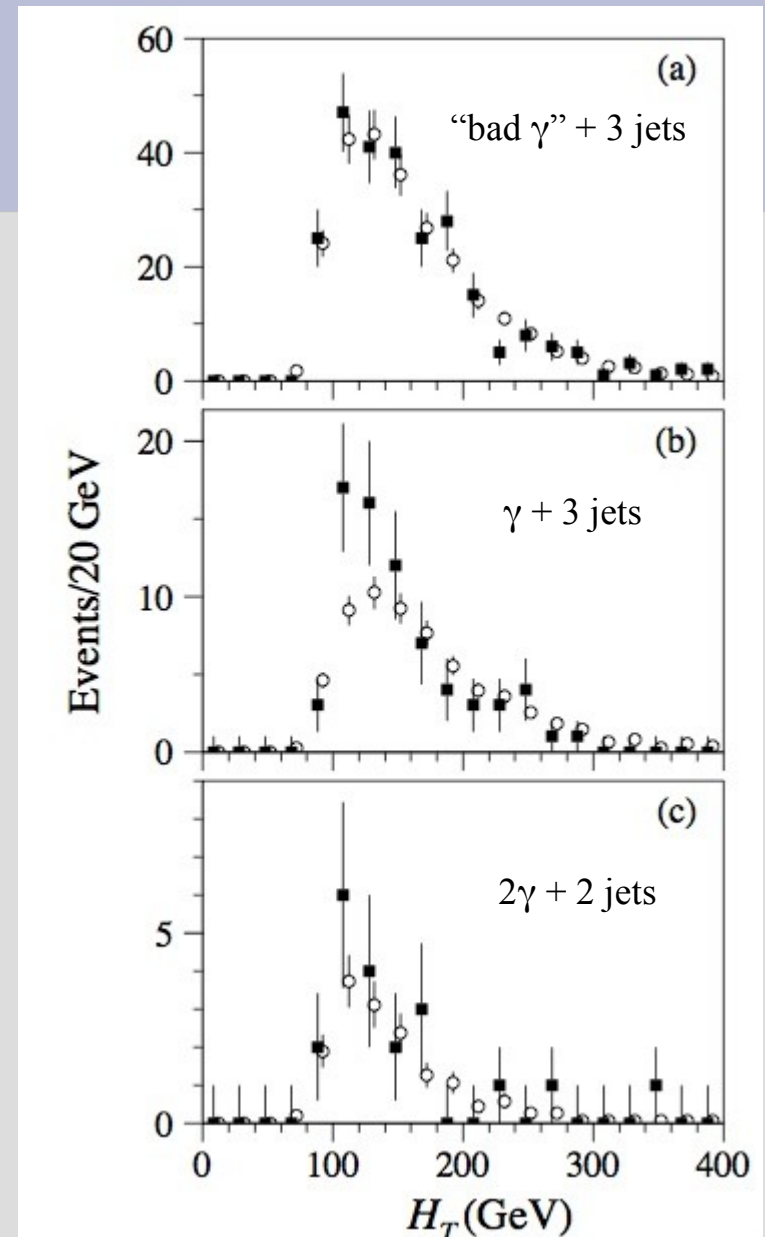 60
(a)
“bad γ” + 3 jets
40
20
0
(b)
20
γ + 3 jets
10
0
Events/20 GeV
(c)
2γ + 2 jets
5
0
0 100 200 300 400
H_T (GeV)